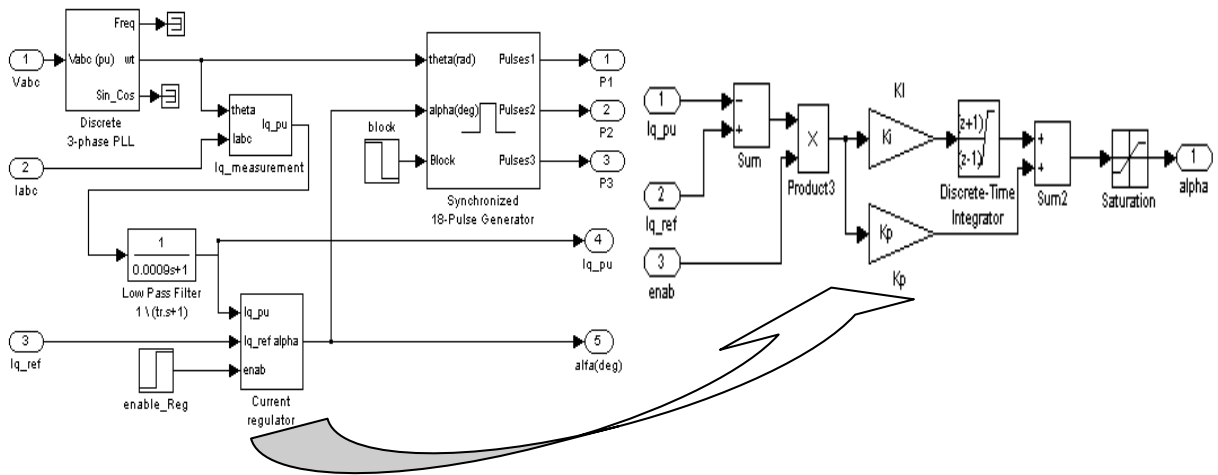 Freq
1
Vabc
Vabc (pu)
wt
Sin_Cos
Discrete
3-phase PLL
2
Iabc
theta
Iabc
Iq_pu
Iq_measurement
block
theta(rad)
alpha(deg)
Block
Pulses1
Pulses2
Pulses3
Synchronized
18-Pulse Generator
1
P1
2
P2
3
P3
1
0.0009s+1
Low Pass Filter
1 \ (tr.s+1)
4
Iq_pu
3
Iq_ref
Iq_pu
Iq_ref alpha
enab
enable_Reg
Current
regulator
5
alfa(deg)
1
Iq_pu
2
Iq_ref
3
enab
−
+
Sum
X
Product3
KI
Ki
Kp
Kp
(z+1)
(z-1)
Discrete-Time
Integrator
+
+
Sum2
Saturation
1
alpha